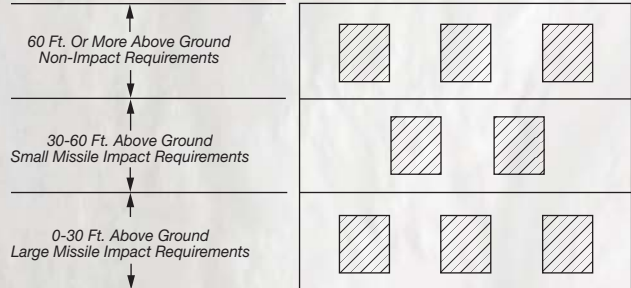 60 Ft. Or More Above Ground
Non-Impact Requirements
30-60 Ft. Above Ground
Small Missile Impact Requirements
0-30 Ft. Above Ground
Large Missile Impact Requirements